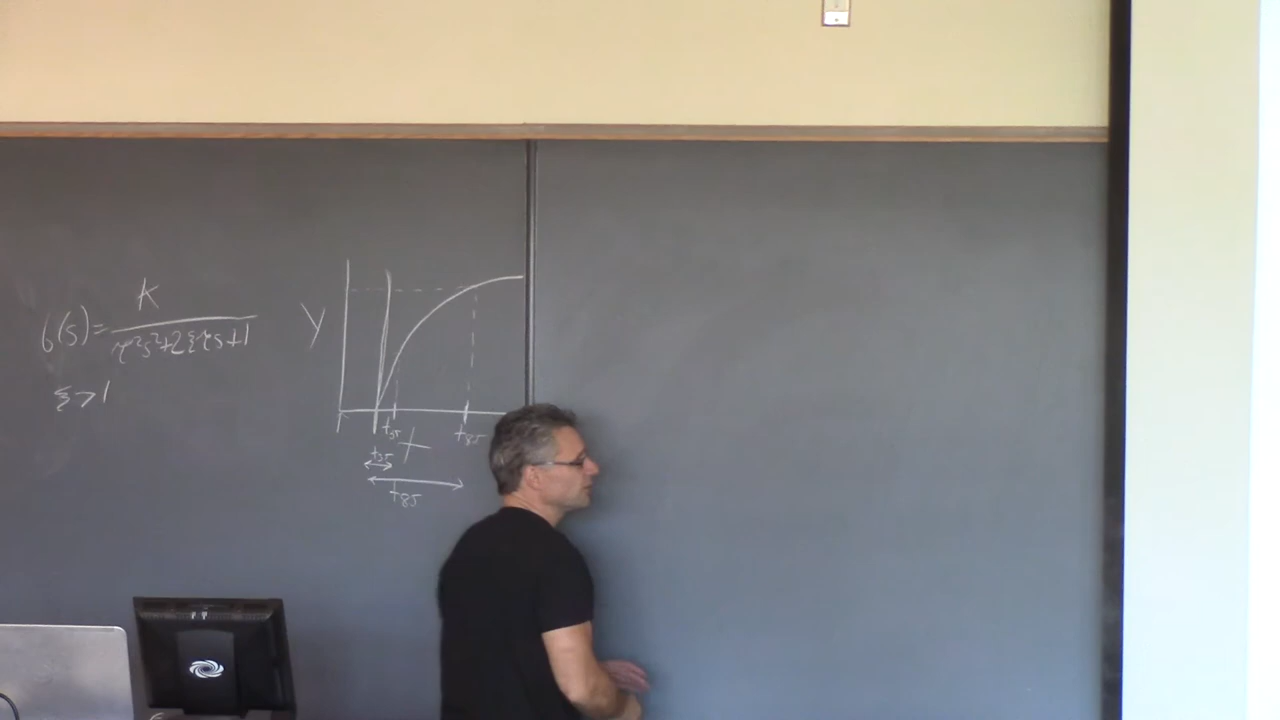 G(s) = K / (τ²s² + 2ξτs + 1)
ξ > 1
Y
t₃₅ t₈₅
t
t₃₅
t₈₅